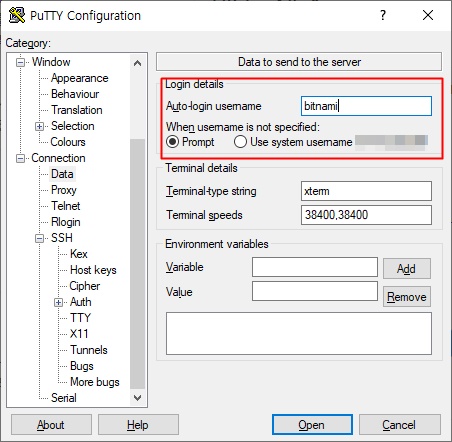 PuTTY Configuration
Category:
Window
Appearance
Behaviour
Translation
Selection
Colours
Connection
Data
Proxy
Telnet
Rlogin
SSH
Kex
Host keys
Cipher
Auth
TTY
X11
Tunnels
Bugs
More bugs
Serial
Data to send to the server
Login details
Auto-login username bitnami
When username is not specified:
Prompt Use system username
Terminal details
Terminal-type string xterm
Terminal speeds 38400,38400
Environment variables
Variable Add
Value Remove
About Help Open Cancel